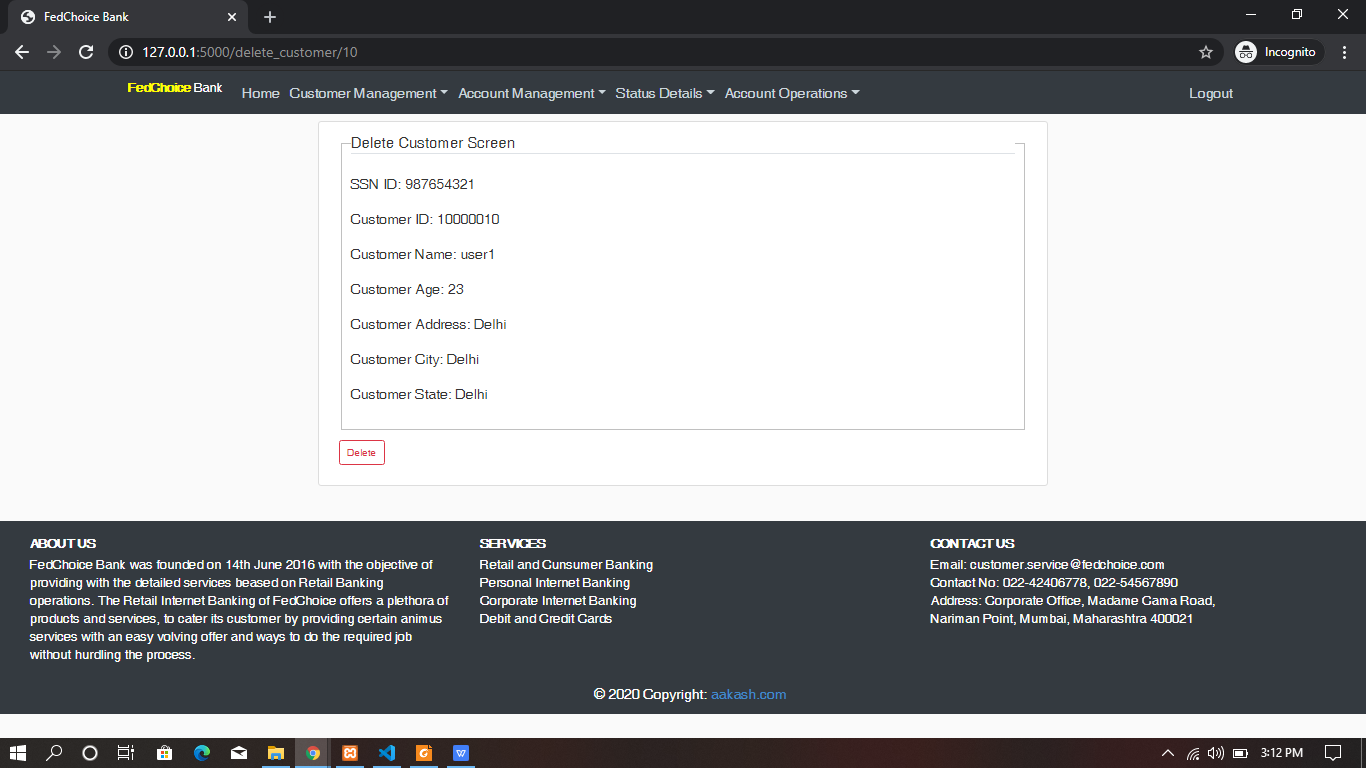 FedChoice Bank
127.0.0.1:5000/delete_customer/10
Incognito
FedChoice Bank Home Customer Management Account Management Status Details Account Operations Logout
Delete Customer Screen
SSN ID: 987654321
Customer ID: 10000010
Customer Name: user1
Customer Age: 23
Customer Address: Delhi
Customer City: Delhi
Customer State: Delhi
Delete
ABOUT US
FedChoice Bank was founded on 14th June 2016 with the objective of
providing with the detailed services beased on Retail Banking
operations. The Retail Internet Banking of FedChoice offers a plethora of
products and services, to cater its customer by providing certain animus
services with an easy volving offer and ways to do the required job
without hurdling the process.
SERVICES
Retail and Cunsumer Banking
Personal Internet Banking
Corporate Internet Banking
Debit and Credit Cards
CONTACT US
Email: customer.service@fedchoice.com
Contact No: 022-42406778, 022-54567890
Address: Corporate Office, Madame Cama Road,
Nariman Point, Mumbai, Maharashtra 400021
© 2020 Copyright: aakash.com
3:12 PM